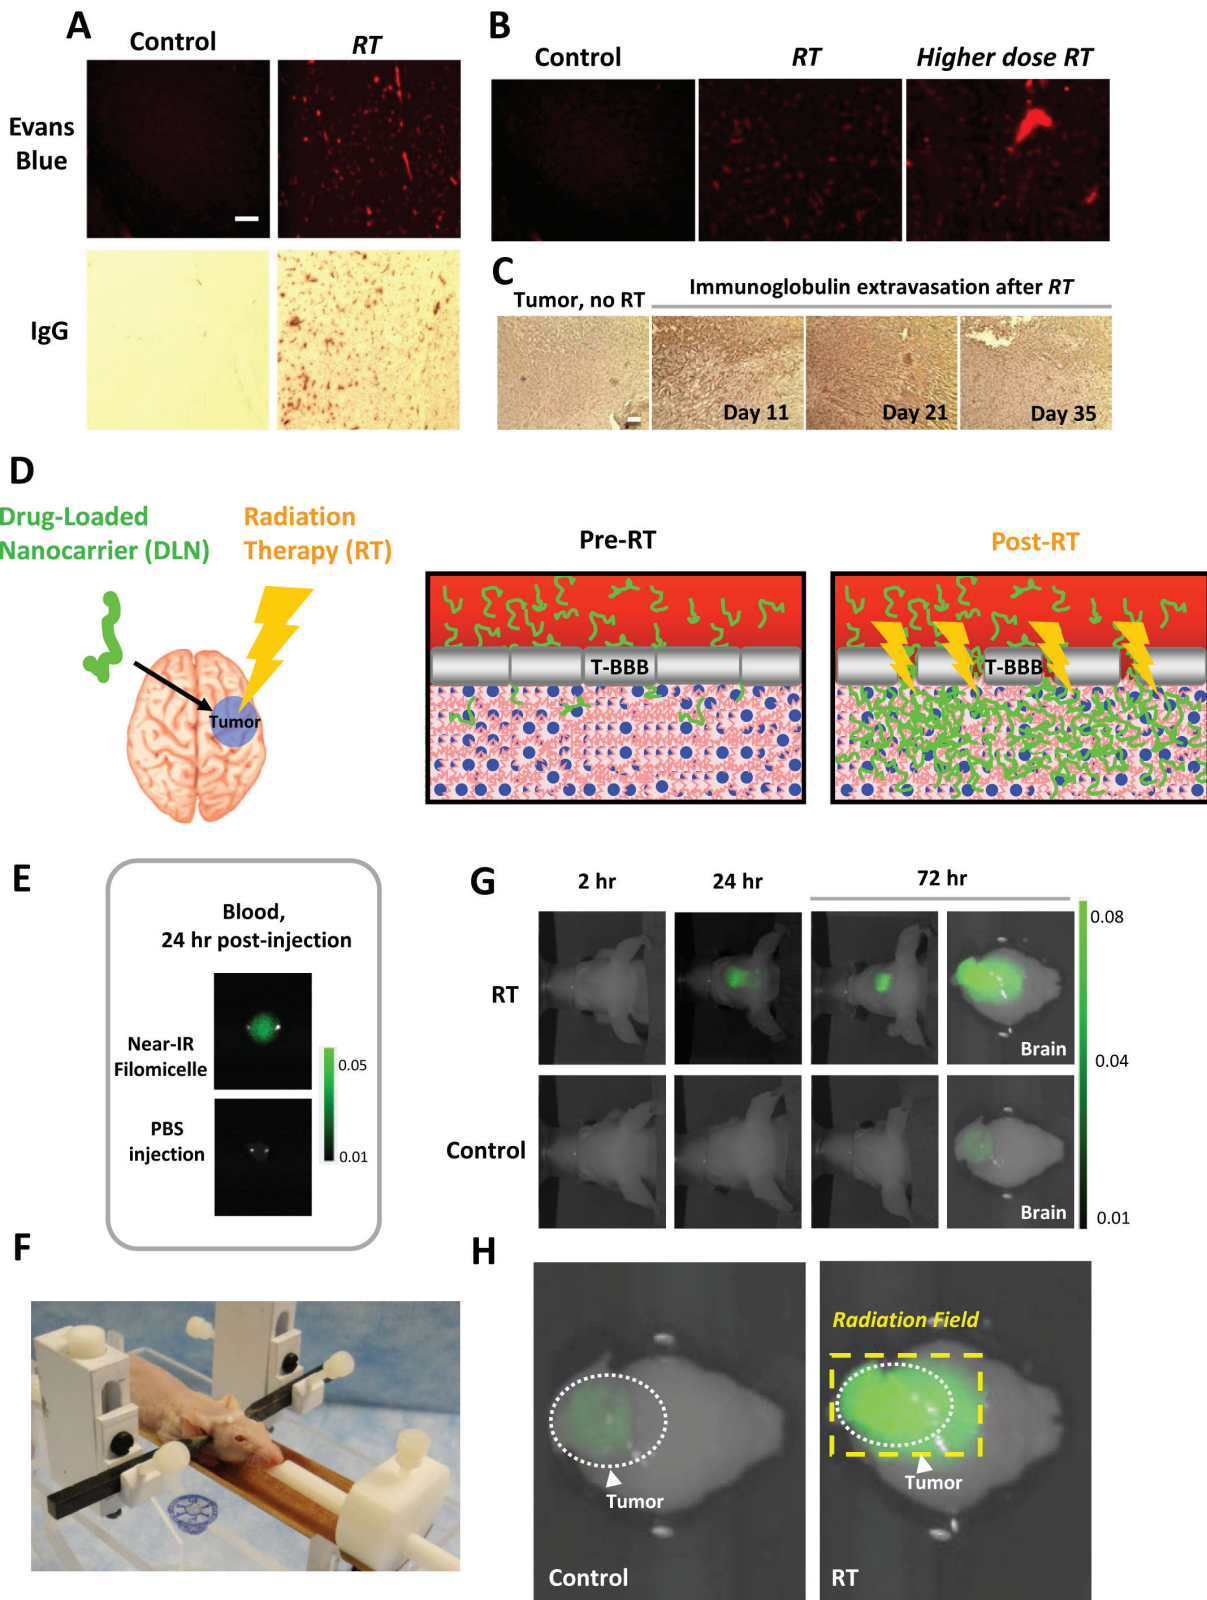 A
Control
RT
Evans
Blue
IgG
B
Control
RT
Higher dose RT
C
Tumor, no RT
Immunoglobulin extravasation after RT
Day 11
Day 21
Day 35
D
Drug-Loaded
Nanocarrier (DLN)
Radiation
Therapy (RT)
Tumor
Pre-RT
T-BBB
Post-RT
T-BBB
E
Blood,
24 hr post-injection
Near-IR
Filomicelle
PBS
injection
0.05
0.01
F
G
2 hr
24 hr
72 hr
RT
Brain
Control
Brain
0.08
0.04
0.01
H
Tumor
Control
Radiation Field
Tumor
RT